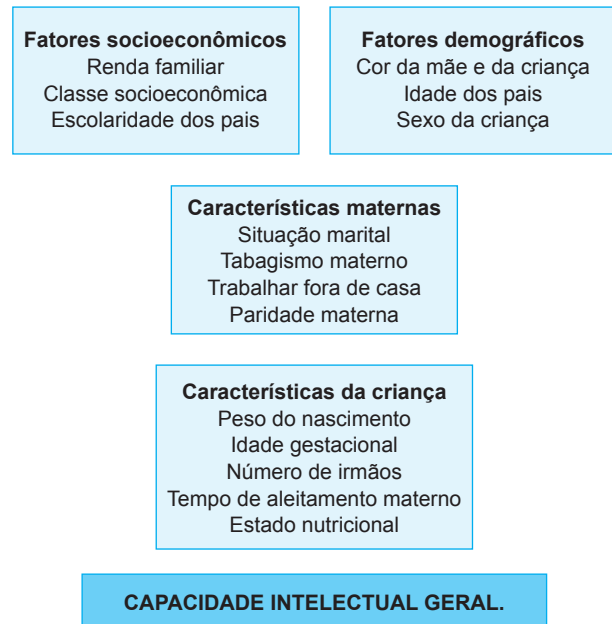 Fatores socioeconômicos
Renda familiar
Classe socioeconômica
Escolaridade dos pais
Fatores demográficos
Cor da mãe e da criança
Idade dos pais
Sexo da criança
Características maternas
Situação marital
Tabagismo materno
Trabalhar fora de casa
Paridade materna
Características da criança
Peso do nascimento
Idade gestacional
Número de irmãos
Tempo de aleitamento materno
Estado nutricional
CAPACIDADE INTELECTUAL GERAL.